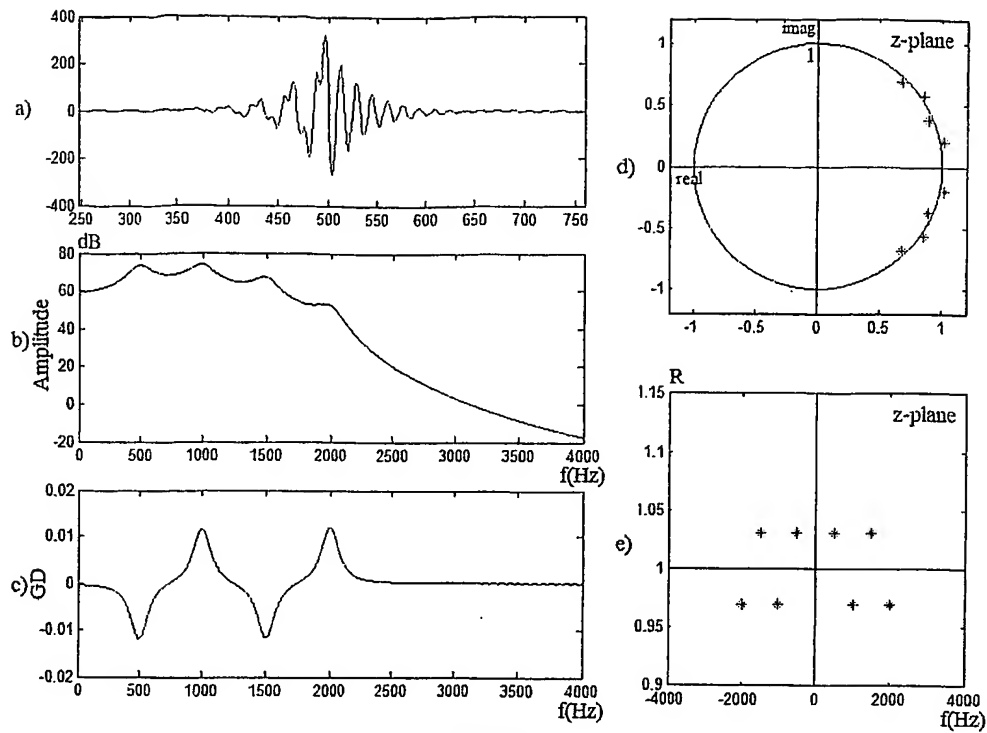 a)
400
200
0
-200
-400
250 300 350 400 450 500 550 600 650 700 750
dB
b)
Amplitude
80
60
40
20
0
-20
0 500 1000 1500 2000 2500 3000 3500 4000
f(Hz)
c)
GD
0.02
0.01
0
-0.01
-0.02
0 500 1000 1500 2000 2500 3000 3500 4000
f(Hz)
d)
imag
z-plane
1
1
0.5
0
real
-0.5
-1
-1 -0.5 0 0.5 1
R
e)
z-plane
1.15
1.1
1.05
1
0.95
0.9
-4000 -2000 0 2000 4000
f(Hz)